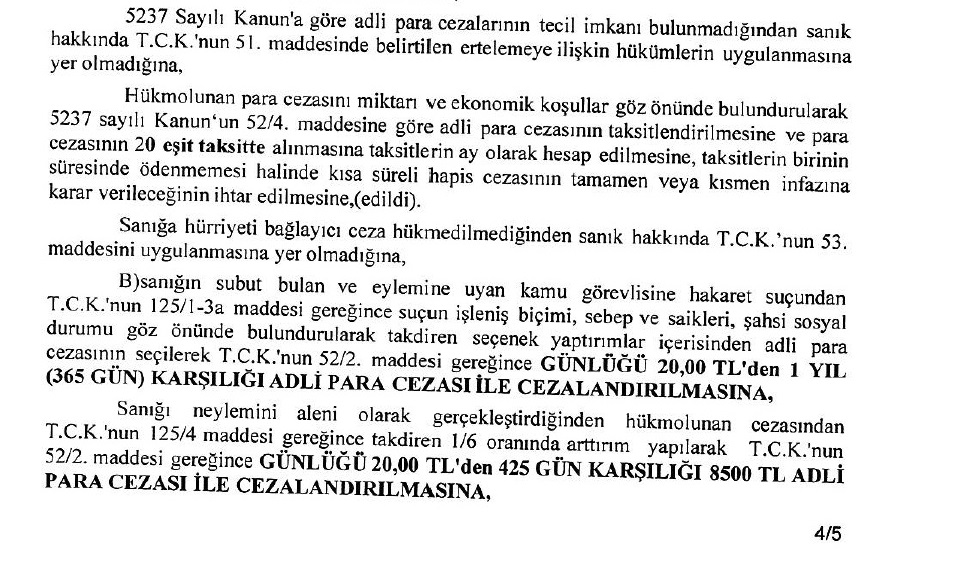 5237 Sayılı Kanun'a göre adli para cezalarının tecil imkanı bulunmadığından sanık
hakkında T.C.K.'nun 51. maddesinde belirtilen ertelemeye ilişkin hükümlerin uygulanmasına
yer olmadığına,
Hükmolunan para cezasını miktarı ve ekonomik koşullar göz önünde bulundurularak
5237 sayılı Kanun‘un 52/4. maddesine göre adli para cezasının taksitlendirilmesine ve para
cezasının 20 eşit taksitte alınmasına taksitlerin ay olarak hesap edilmesine, taksitlerin birinin
süresinde ödenmemesi halinde kısa süreli hapis cezasının tamamen veya kısmen infazına
karar verileceğinin ihtar edilmesine,(edildi).
Sanığa hürriyeti bağlayıcı ceza hükmedilmediğinden sanık hakkında T.C.K.’nun 53.
maddesini uygulanmasına yer olmadığına,
B)sanığın subut bulan ve eylemine uyan kamu görevlisine hakaret suçundan
T.C.K.'nun 125/1-3a maddesi gereğince suçun işleniş biçimi, sebep ve saikleri, şahsi sosyal
durumu göz önünde bulundurularak takdiren seçenek yaptırımlar içerisinden adli para
cezasının seçilerek T.C.K.'nun 52/2. maddesi gereğince GÜNLÜĞÜ 20,00 TL'den 1 YIL
(365 GÜN) KARŞILIĞI ADLİ PARA CEZASI İLE CEZALANDIRILMASINA,
Sanığı neylemini aleni olarak gerçekleştirdiğinden hükmolunan cezasından
T.C.K.'nun 125/4 maddesi gereğince takdiren 1/6 oranında arttırım yapılarak T.C.K.'nun
52/2. maddesi gereğince GÜNLÜĞÜ 20,00 TL'den 425 GÜN KARŞILIĞI 8500 TL ADLİ
PARA CEZASI İLE CEZALANDIRILMASINA,
4/5